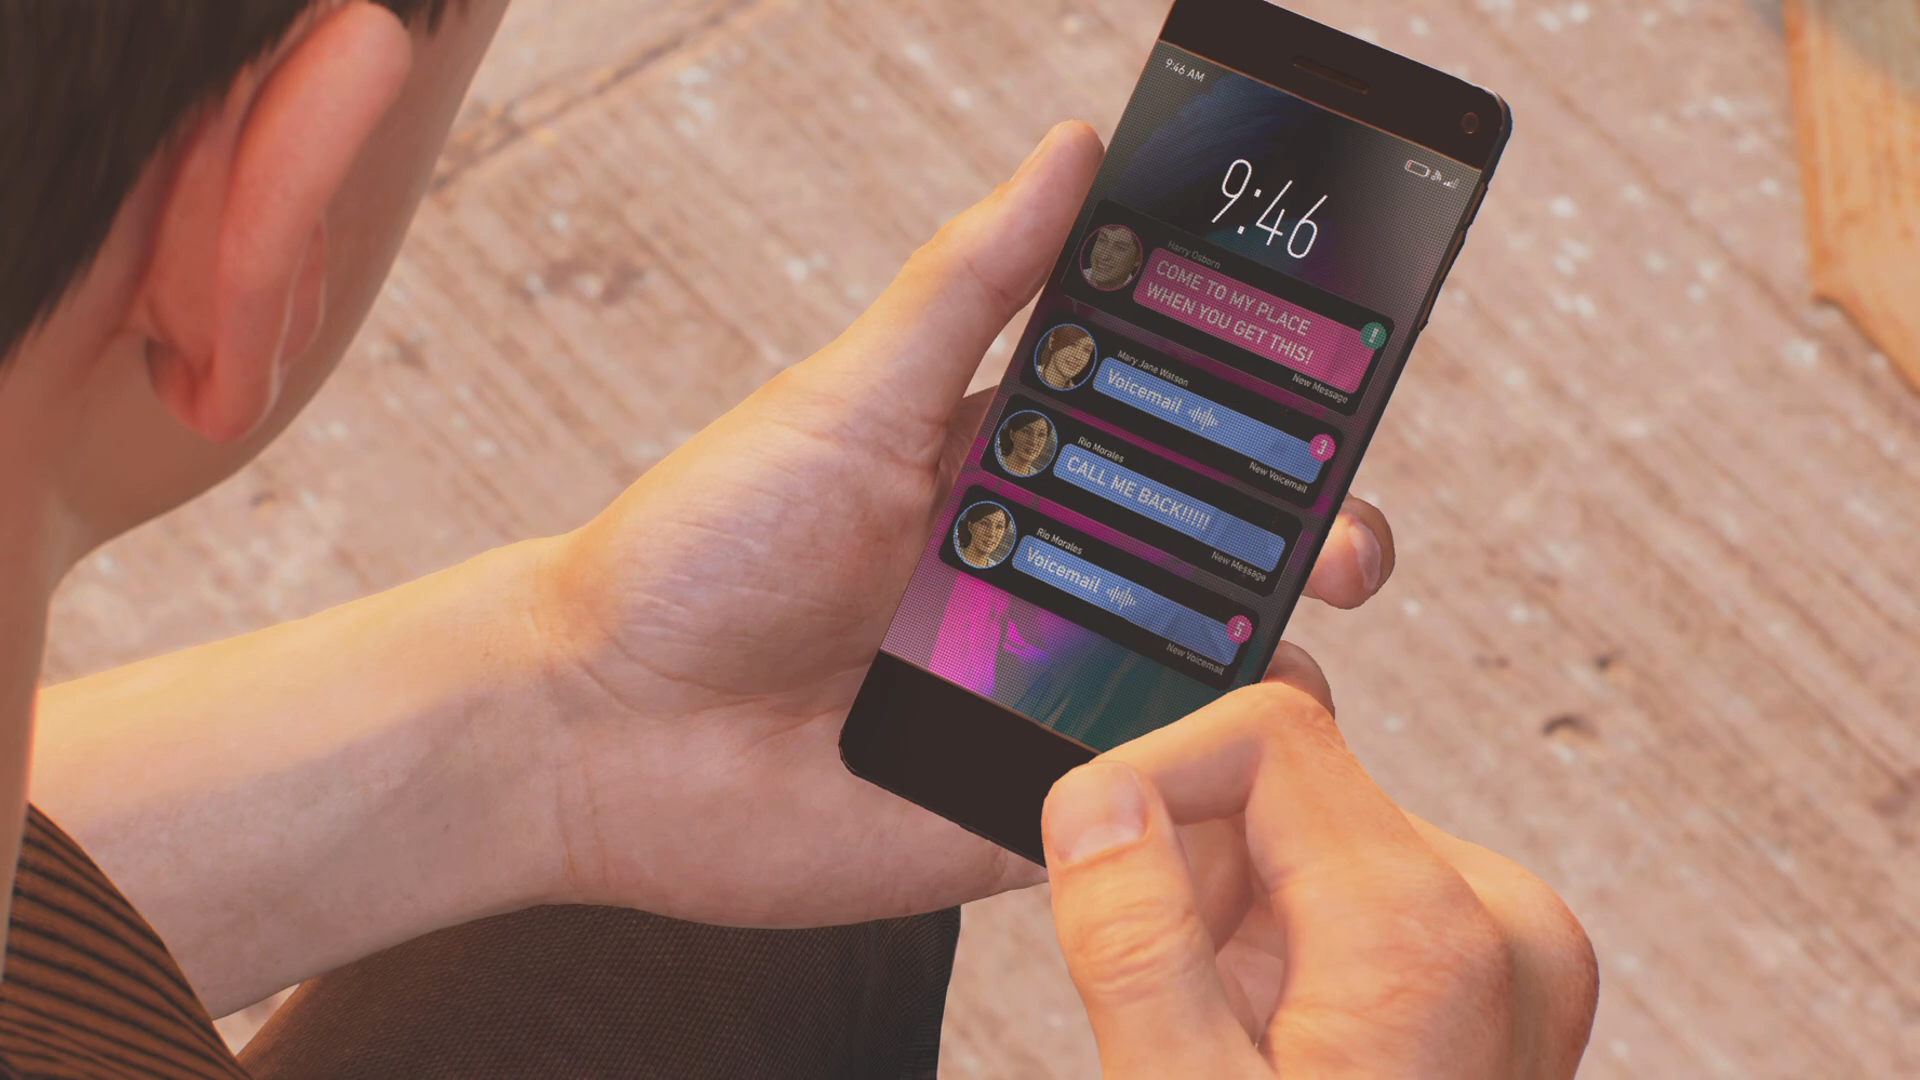 9:46 AM
9:46
Harry Osborn
COME TO MY PLACE
WHEN YOU GET THIS!
!
New Message
Mary Jane Watson
Voicemail
3
New Voicemail
Rio Morales
CALL ME BACK!!!!!
New Message
Rio Morales
Voicemail
5
New Voicemail